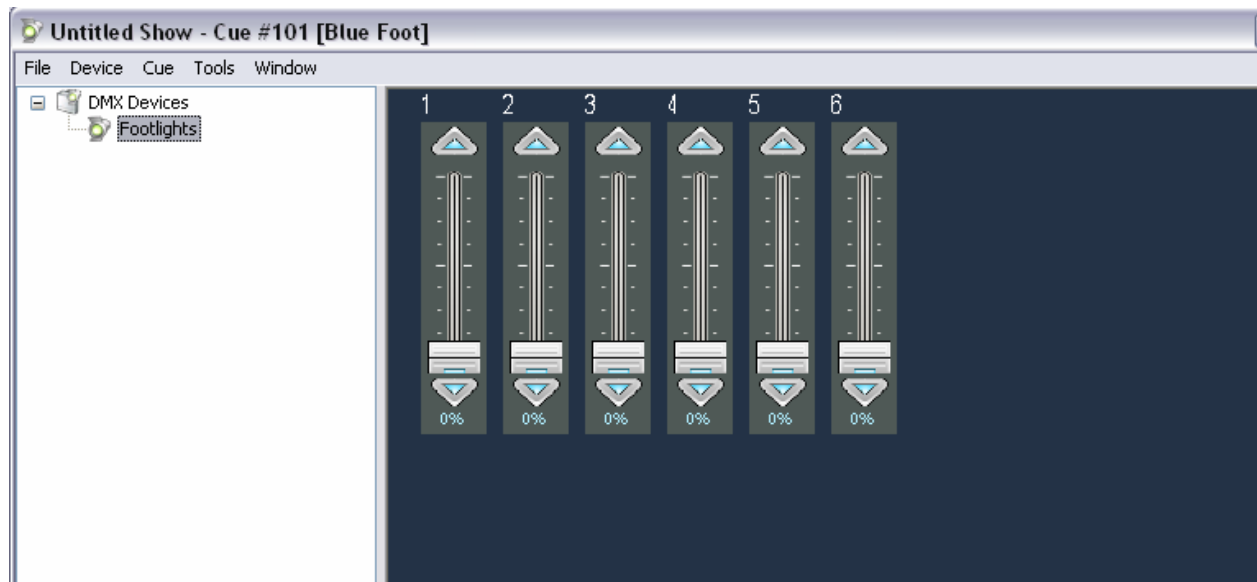 Untitled Show - Cue #101 [Blue Foot]
File Device Cue Tools Window
DMX Devices
Footlights
1 2 3 4 5 6
0% 0% 0% 0% 0% 0%